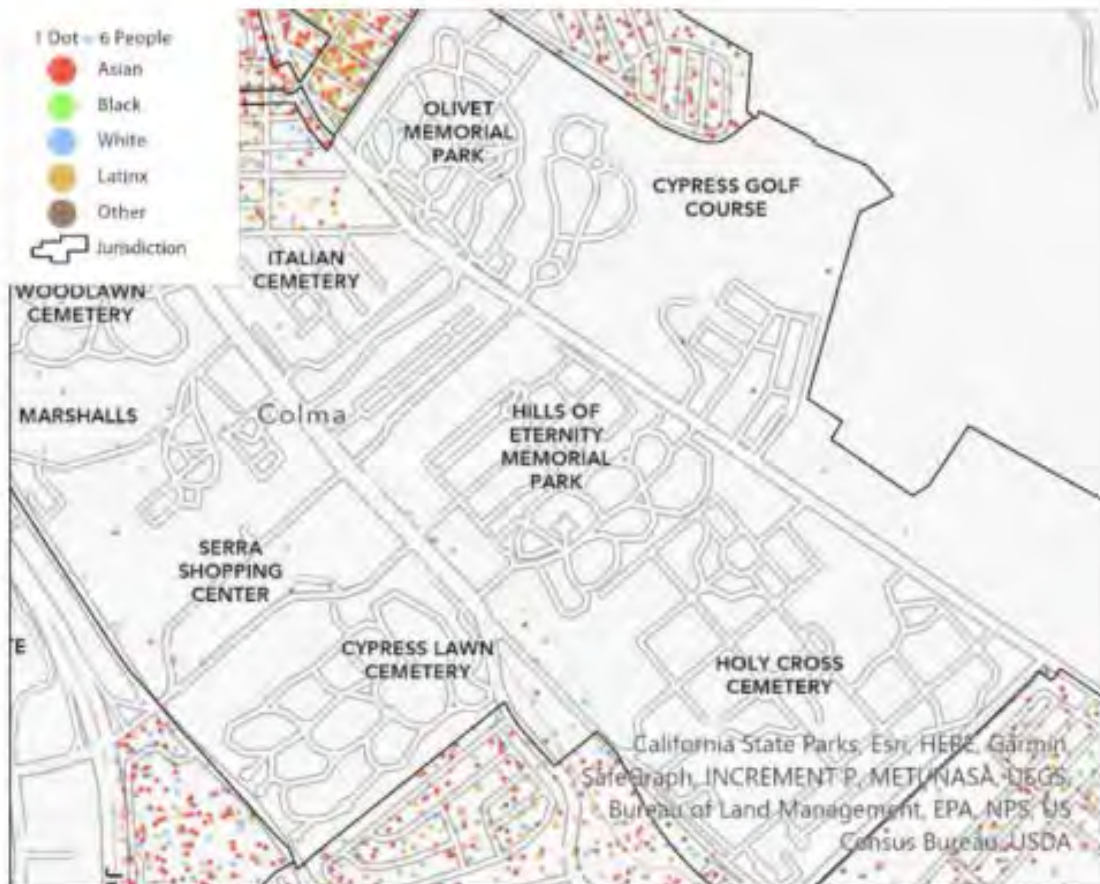 1 Dot = 6 People
Asian
Black
White
Latinx
Other
Jurisdiction
OLIVET
MEMORIAL
PARK
CYPRESS GOLF
COURSE
ITALIAN
CEMETERY
WOODLAWN
CEMETERY
MARSHALLS
Colma
HILLS OF
ETERNITY
MEMORIAL
PARK
SERRA
SHOPPING
CENTER
TE
CYPRESS LAWN
CEMETERY
HOLY CROSS
CEMETERY
California State Parks, Esri, HERE, Garmin,
SafeGraph, INCREMENT P, METI/NASA, USGS,
Bureau of Land Management, EPA, NPS, US
Census Bureau, USDA